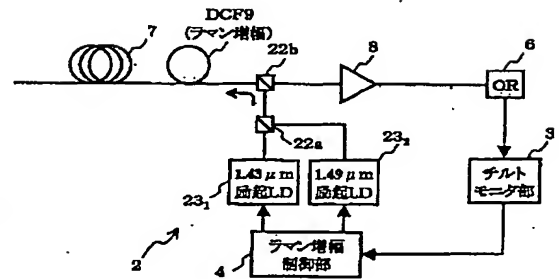 DCF9
(ラマン増幅)
7
22b
8
6
OR
22a
3
23₁
1.43μm
励起LD
1.49μm
励起LD
23₂
チルト
モニタ部
2
4
ラマン増幅
制御部